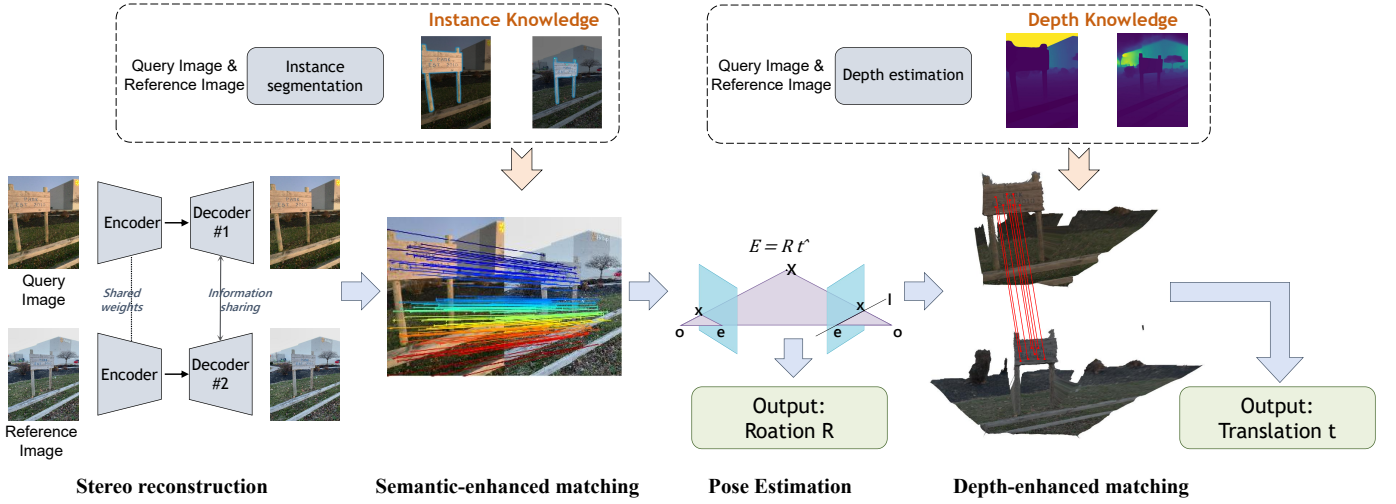 Instance Knowledge
Query Image &
Reference Image
Instance
segmentation
Depth Knowledge
Query Image &
Reference Image
Depth estimation
Encoder
Decoder
#1
Query
Image
Shared
weights
Information
sharing
Encoder
Decoder
#2
Reference
Image
E = R t^
X
x
x
l
o
e
e
o
Output:
Roation R
Output:
Translation t
Stereo reconstruction
Semantic-enhanced matching
Pose Estimation
Depth-enhanced matching